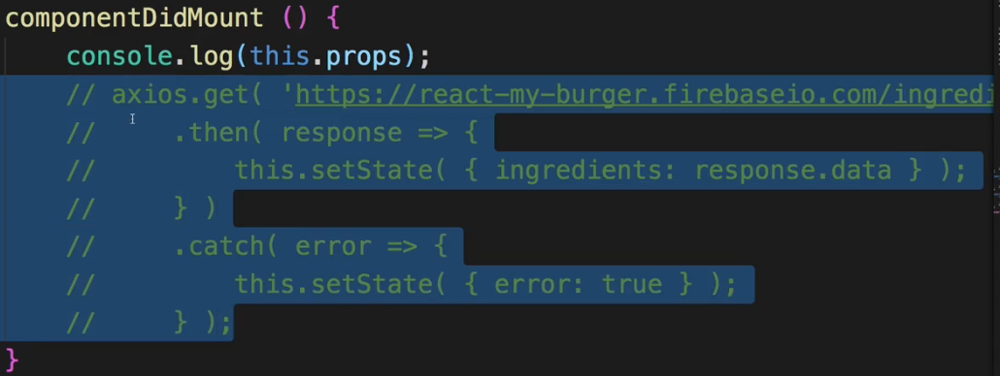 componentDidMount () {
console.log(this.props);
// axios.get( 'https://react-my-burger.firebaseio.com/ingredi
// .then( response => {
// this.setState( { ingredients: response.data } );
// } )
// .catch( error => {
// this.setState( { error: true } );
// } );
}